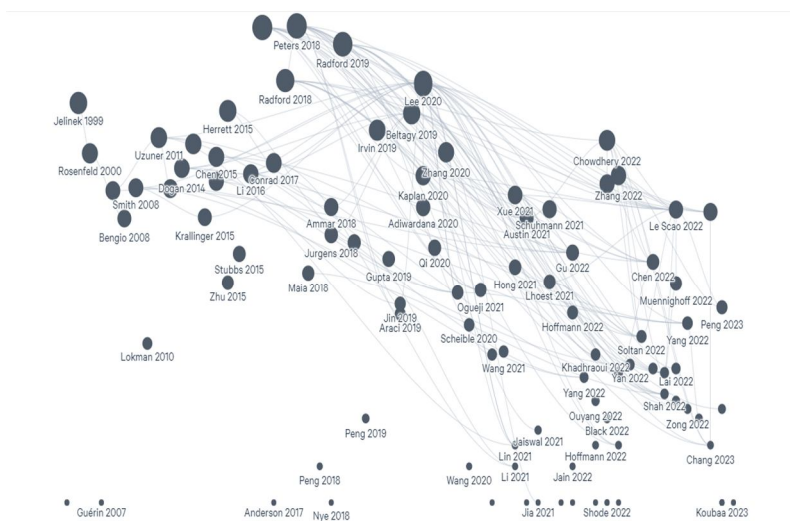 Peters 2018
Radford 2019
Radford 2018
Lee 2020
Jelinek 1999
Herrett 2015
Beltagy 2019
Irvin 2019
Uzuner 2011
Chowdhery 2022
Rosenfeld 2000
Chen 2015
Zhang 2020
Conrad 2017
Dogan 2014
Li 2016
Kaplan 2020
Zhang 2022
Smith 2008
Xue 2021
Schuhmann 2021
Ammar 2018
Adiwardana 2020
Le Scao 2022
Bengio 2008
Krallinger 2015
Austin 2021
Jurgens 2018
Stubbs 2015
Gupta 2019
Qi 2020
Gu 2022
Chen 2022
Maia 2018
Hong 2021
Zhu 2015
Lhoest 2021
Muennighoff 2022
Ogueji 2021
Jin 2019
Araci 2019
Hoffmann 2022
Peng 2023
Scheible 2020
Yang 2022
Soltan 2022
Lokman 2010
Wang 2021
Khadhraoui 2022
Yan 2022
Lai 2022
Yang 2022
Shah 2022
Ouyang 2022
Zong 2022
Peng 2019
Black 2022
Jaiswal 2021
Lin 2021
Hoffmann 2022
Chang 2023
Peng 2018
Wang 2020
Li 2021
Jain 2022
Guérin 2007
Anderson 2017
Nye 2018
Jia 2021
Shode 2022
Koubaa 2023